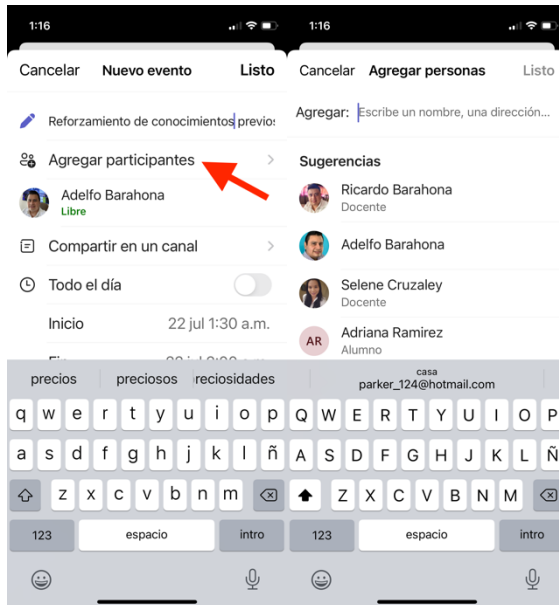 1:16
Cancelar Nuevo evento Listo
Reforzamiento de conocimientos previo
Agregar participantes
Adelfo Barahona
Libre
Compartir en un canal
Todo el día
Inicio 22 jul 1:30 a.m.
precios preciosos reciosidades
q w e r t y u i o p
a s d f g h j k l ñ
z x c v b n m
123 espacio intro
1:16
Cancelar Agregar personas Listo
Agregar: Escribe un nombre, una dirección...
Sugerencias
Ricardo Barahona
Docente
Adelfo Barahona
Selene Cruzaley
Docente
AR Adriana Ramirez
Alumno
casa
parker_124@hotmail.com
Q W E R T Y U I O P
A S D F G H J K L Ñ
Z X C V B N M
123 espacio intro